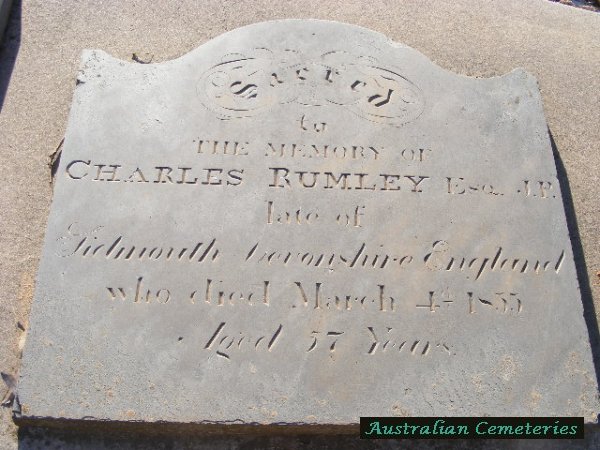 Sacred
to
THE MEMORY OF
CHARLES RUMLEY ESQ. J.P.
late of
Sidmouth Devonshire England
who died March 4th 1855
Aged 57 Years.
AUSTRALIAN CEMETERIES